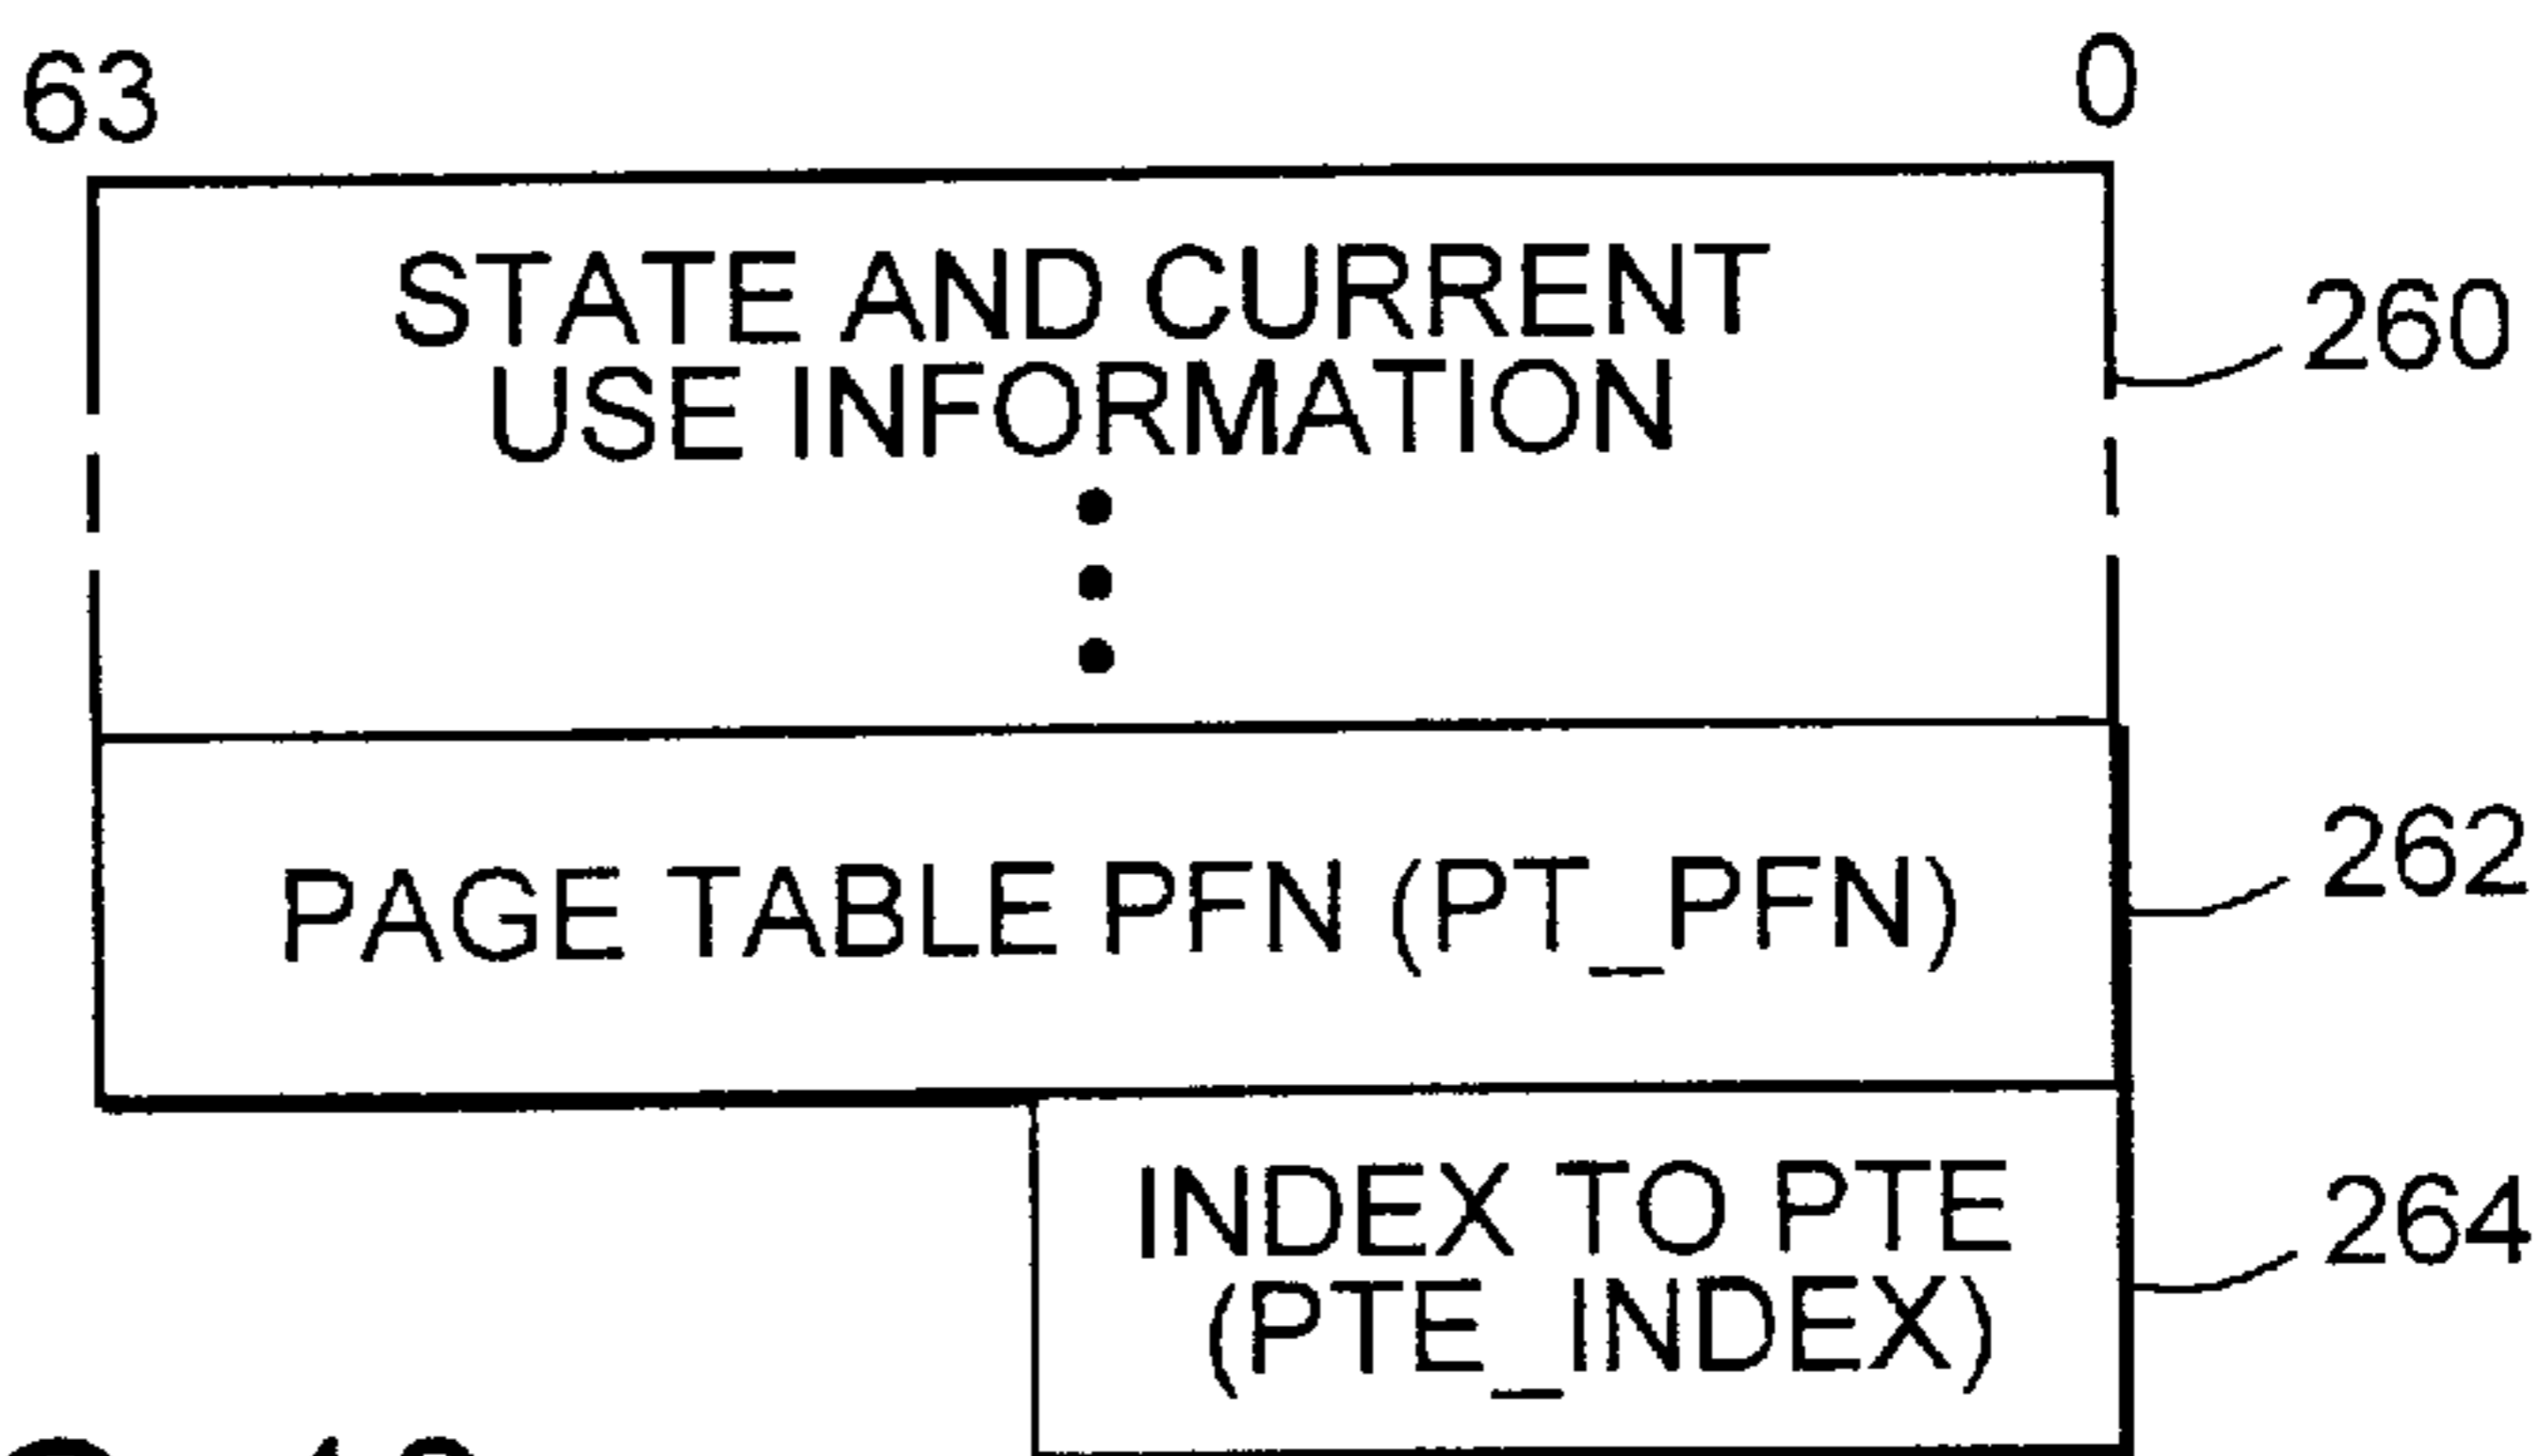 63 0
STATE AND CURRENT
USE INFORMATION
260
PAGE TABLE PFN (PT_PFN)
262
INDEX TO PTE
(PTE_INDEX)
264